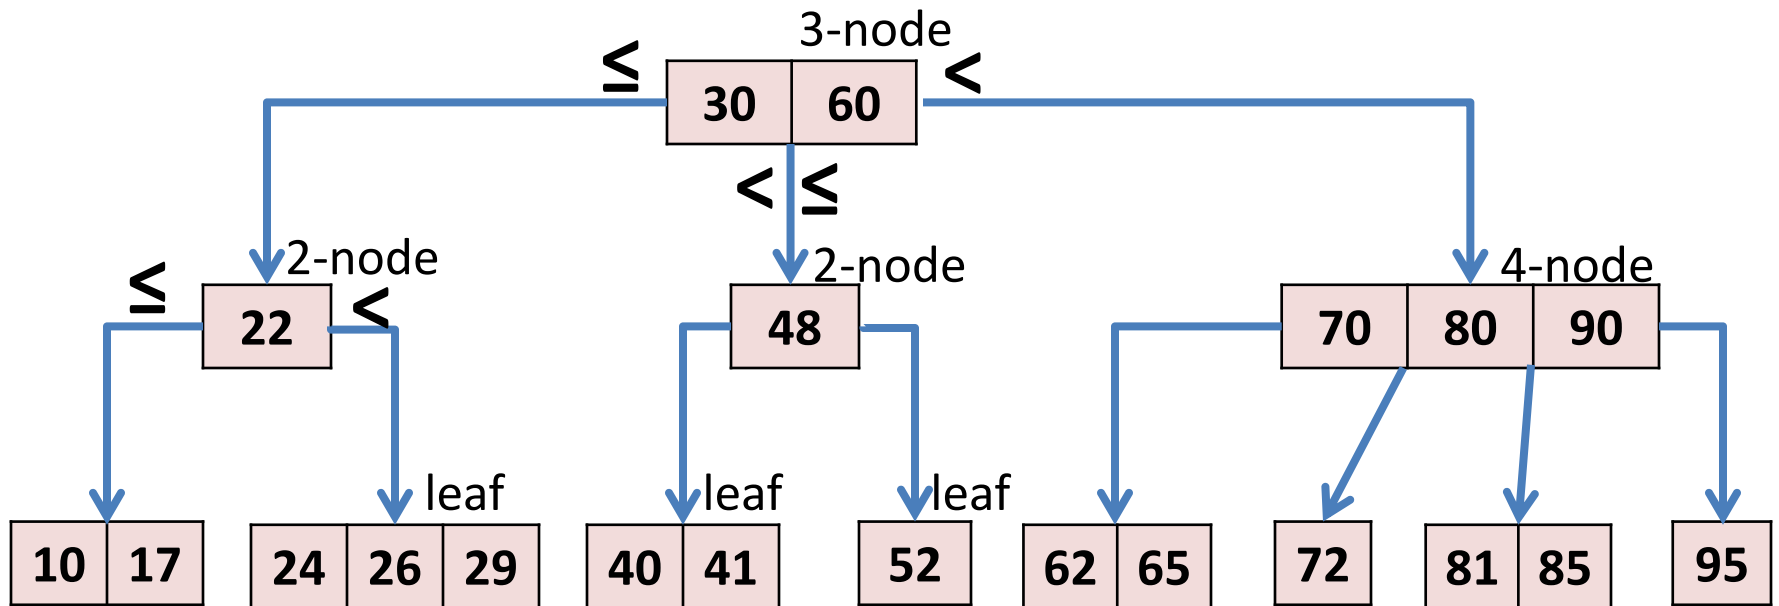 3-node
≤ 30 60 <
< ≤
2-node 2-node 4-node
≤ 22 < 48 70 80 90
leaf leaf leaf
10 17 24 26 29 40 41 52 62 65 72 81 85 95